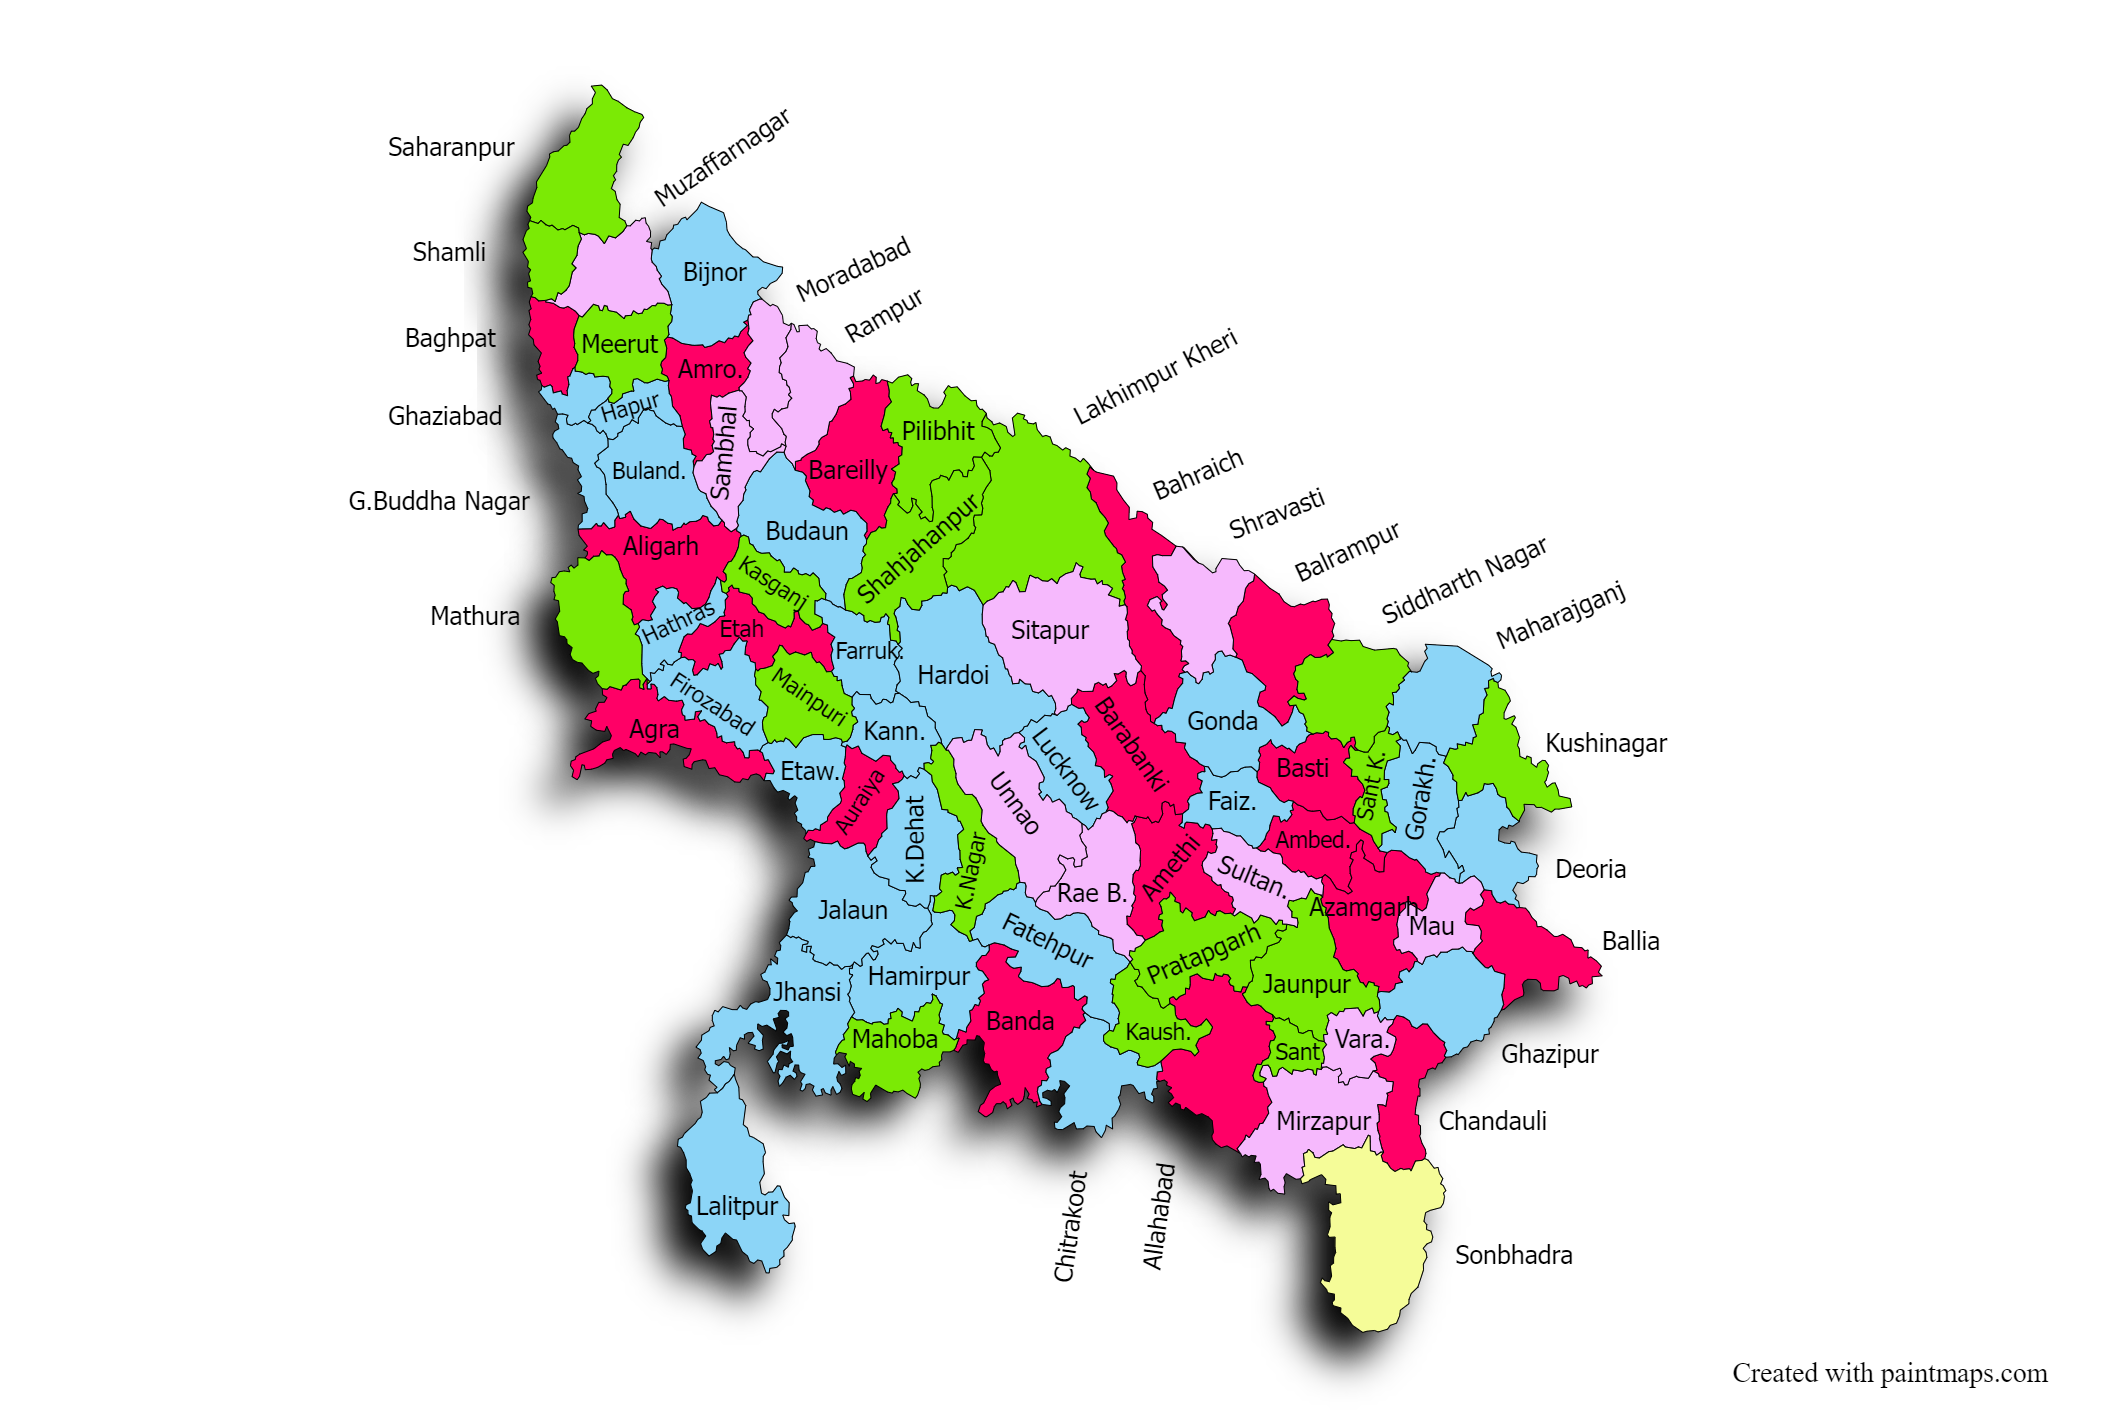 Saharanpur
Muzaffarnagar
Shamli
Bijnor
Moradabad
Rampur
Baghpat
Meerut
Amro.
Lakhimpur Kheri
Ghaziabad
Hapur
Sambhal
Pilibhit
Buland.
Bareilly
Bahraich
G.Buddha Nagar
Shravasti
Budaun
Aligarh
Shahjahanpur
Balrampur
Siddharth Nagar
Kasganj
Maharajganj
Mathura
Hathras
Etah
Sitapur
Farruk.
Hardoi
Firozabad
Mainpuri
Agra
Kann.
Lucknow
Barabanki
Gonda
Kushinagar
Etaw.
Auraiya
Unnao
Basti
Sant K.
Gorakh.
Faiz.
K.Dehat
K.Nagar
Ambed.
Amethi
Sultan.
Deoria
Rae B.
Jalaun
Azamgarh
Mau
Fatehpur
Pratapgarh
Ballia
Hamirpur
Jhansi
Jaunpur
Banda
Mahoba
Kaush.
Sant
Vara.
Ghazipur
Mirzapur
Chandauli
Lalitpur
Chitrakoot
Allahabad
Sonbhadra
Created with paintmaps.com